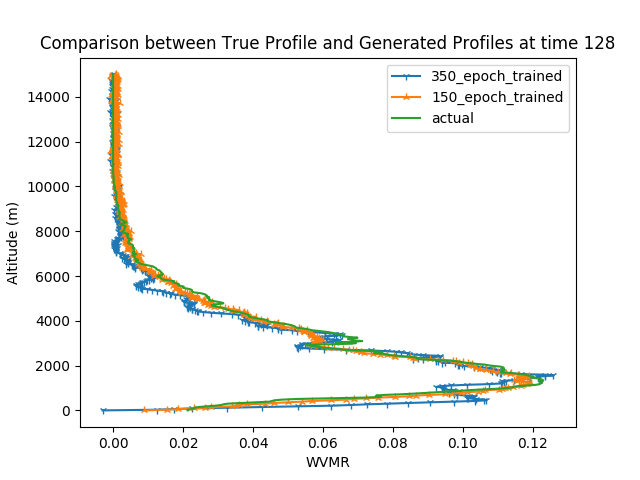 Comparison between True Profile and Generated Profiles at time 128
350_epoch_trained
150_epoch_trained
actual
14000
12000
10000
8000
6000
4000
2000
0
Altitude (m)
0.00 0.02 0.04 0.06 0.08 0.10 0.12
WVMR